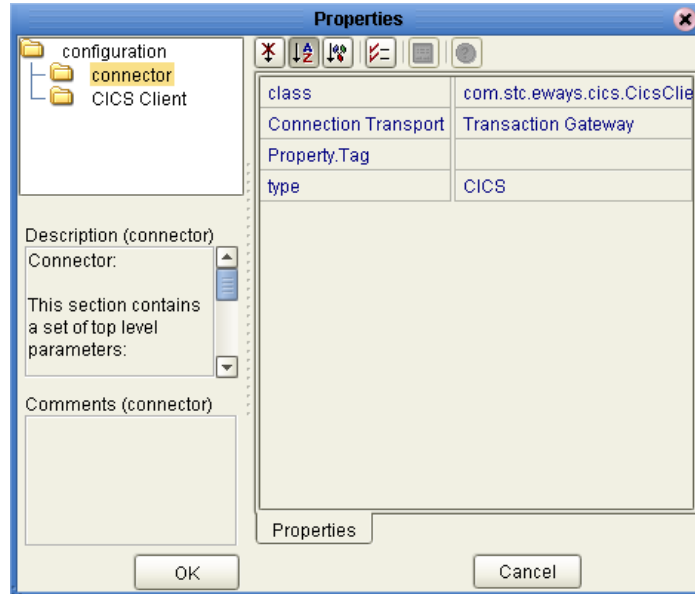 Properties
configuration
connector
CICS Client
class com.stc.eways.cics.CicsClie
Connection Transport Transaction Gateway
Property.Tag
type CICS
Description (connector)
Connector:
This section contains
a set of top level
parameters:
Comments (connector)
Properties
OK Cancel